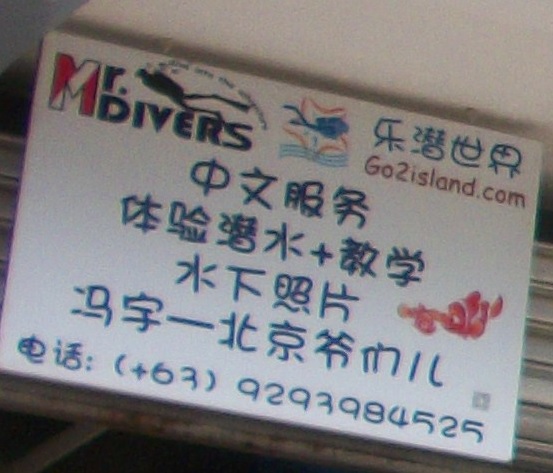 Mr. DIVERS
乐潜世界
Go2island.com
中文服务
体验潜水+教学
水下照片
冯宇一北京爷们儿
电话: (+63) 9293984525